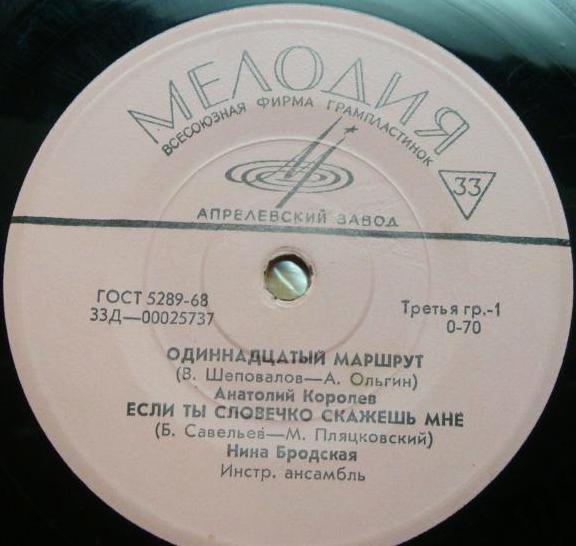 МЕЛОДИЯ
ВСЕСОЮЗНАЯ ФИРМА ГРАМПЛАСТИНОК
33
АПРЕЛЕВСКИЙ ЗАВОД
ГОСТ 5289-68
33Д—00025737
Третья гр.-1
0-70
ОДИННАДЦАТЫЙ МАРШРУТ
(В. Шеповалов—А. Ольгин)
Анатолий Королев
ЕСЛИ ТЫ СЛОВЕЧКО СКАЖЕШЬ МНЕ
(Б. Савельев—М. Пляцковский)
Нина Бродская
Инстр. ансамбль